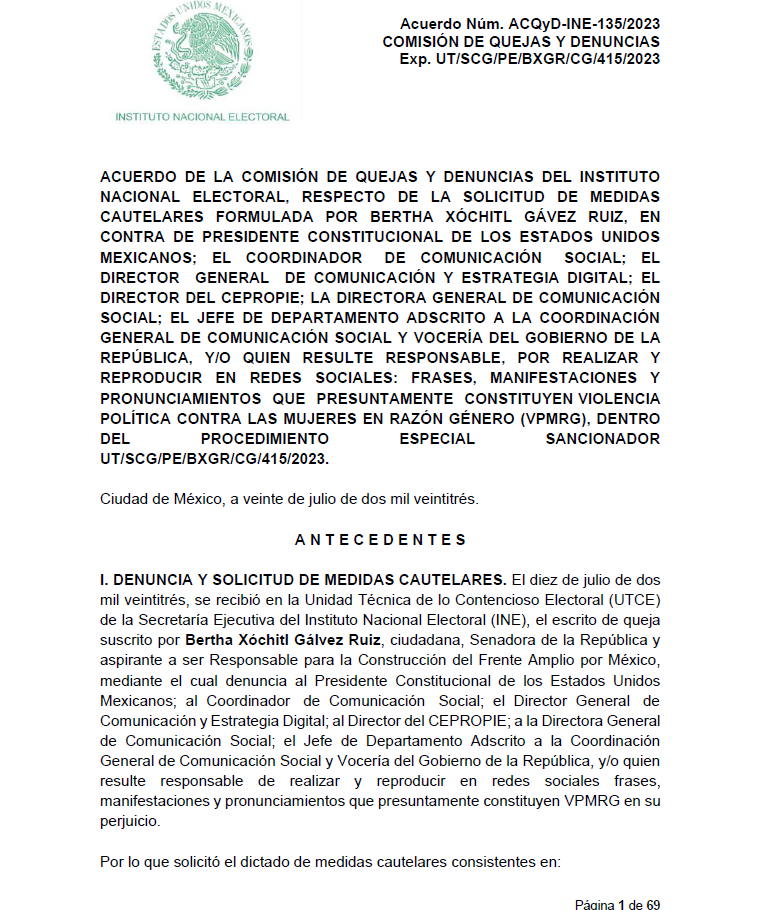 ESTADOS UNIDOS MEXICANOS
INSTITUTO NACIONAL ELECTORAL
Acuerdo Núm. ACQyD-INE-135/2023
COMISIÓN DE QUEJAS Y DENUNCIAS
Exp. UT/SCG/PE/BXGR/CG/415/2023
ACUERDO DE LA COMISIÓN DE QUEJAS Y DENUNCIAS DEL INSTITUTO
NACIONAL ELECTORAL, RESPECTO DE LA SOLICITUD DE MEDIDAS
CAUTELARES FORMULADA POR BERTHA XÓCHITL GÁVEZ RUIZ, EN
CONTRA DE PRESIDENTE CONSTITUCIONAL DE LOS ESTADOS UNIDOS
MEXICANOS; EL COORDINADOR DE COMUNICACIÓN SOCIAL; EL
DIRECTOR GENERAL DE COMUNICACIÓN Y ESTRATEGIA DIGITAL; EL
DIRECTOR DEL CEPROPIE; LA DIRECTORA GENERAL DE COMUNICACIÓN
SOCIAL; EL JEFE DE DEPARTAMENTO ADSCRITO A LA COORDINACIÓN
GENERAL DE COMUNICACIÓN SOCIAL Y VOCERÍA DEL GOBIERNO DE LA
REPÚBLICA, Y/O QUIEN RESULTE RESPONSABLE, POR REALIZAR Y
REPRODUCIR EN REDES SOCIALES: FRASES, MANIFESTACIONES Y
PRONUNCIAMIENTOS QUE PRESUNTAMENTE CONSTITUYEN VIOLENCIA
POLÍTICA CONTRA LAS MUJERES EN RAZÓN GÉNERO (VPMRG), DENTRO
DEL PROCEDIMIENTO ESPECIAL SANCIONADOR
UT/SCG/PE/BXGR/CG/415/2023.
Ciudad de México, a veinte de julio de dos mil veintitrés.
A N T E C E D E N T E S
I. DENUNCIA Y SOLICITUD DE MEDIDAS CAUTELARES. El diez de julio de dos
mil veintitrés, se recibió en la Unidad Técnica de lo Contencioso Electoral (UTCE)
de la Secretaría Ejecutiva del Instituto Nacional Electoral (INE), el escrito de queja
suscrito por Bertha Xóchitl Gálvez Ruiz, ciudadana, Senadora de la República y
aspirante a ser Responsable para la Construcción del Frente Amplio por México,
mediante el cual denuncia al Presidente Constitucional de los Estados Unidos
Mexicanos; al Coordinador de Comunicación Social; el Director General de
Comunicación y Estrategia Digital; al Director del CEPROPIE; a la Directora General
de Comunicación Social; el Jefe de Departamento Adscrito a la Coordinación
General de Comunicación Social y Vocería del Gobierno de la República, y/o quien
resulte responsable de realizar y reproducir en redes sociales frases,
manifestaciones y pronunciamientos que presuntamente constituyen VPMRG en su
perjuicio.
Por lo que solicitó el dictado de medidas cautelares consistentes en:
Página 1 de 69